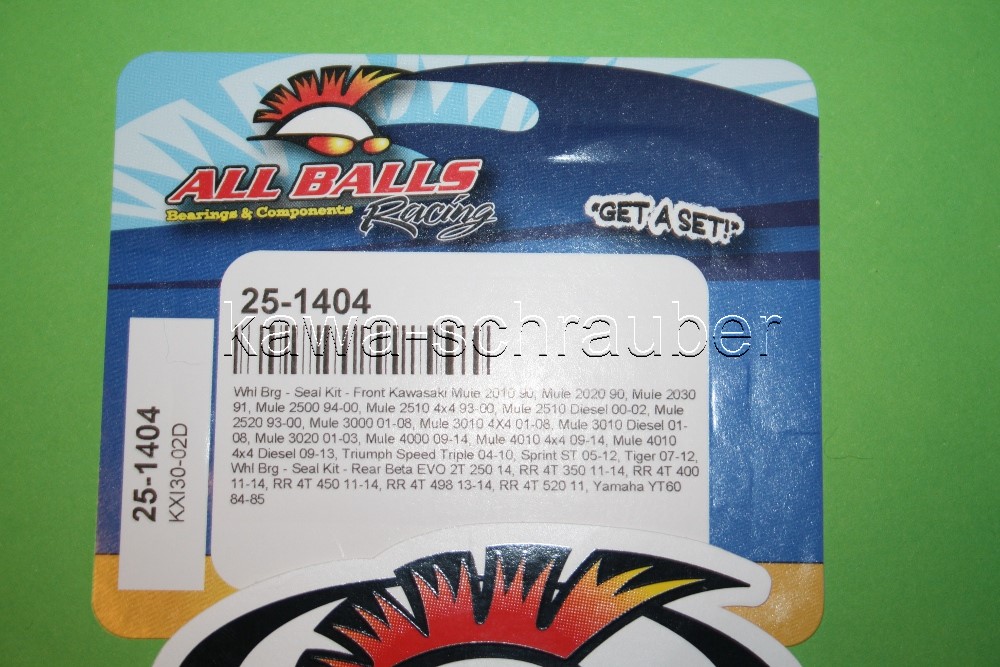 ALL BALLS
Racing
Bearings & Components
"GET A SET!"
25-1404
kawa-schrauber
Whl Brg - Seal Kit - Front Kawasaki Mule 2010 90, Mule 2020 90, Mule 2030
91, Mule 2500 94-00, Mule 2510 4x4 93-00, Mule 2510 Diesel 00-02, Mule
2520 93-00, Mule 3000 01-08, Mule 3010 4X4 01-08, Mule 3010 Diesel 01-
08, Mule 3020 01-03, Mule 4000 09-14, Mule 4010 4x4 09-14, Mule 4010
4x4 Diesel 09-13, Triumph Speed Triple 04-10, Sprint ST 05-12, Tiger 07-12,
Whl Brg - Seal Kit - Rear Beta EVO 2T 250 14, RR 4T 350 11-14, RR 4T 400
11-14, RR 4T 450 11-14, RR 4T 498 13-14, RR 4T 520 11, Yamaha YT60
84-85
25-1404
KXI30-02D